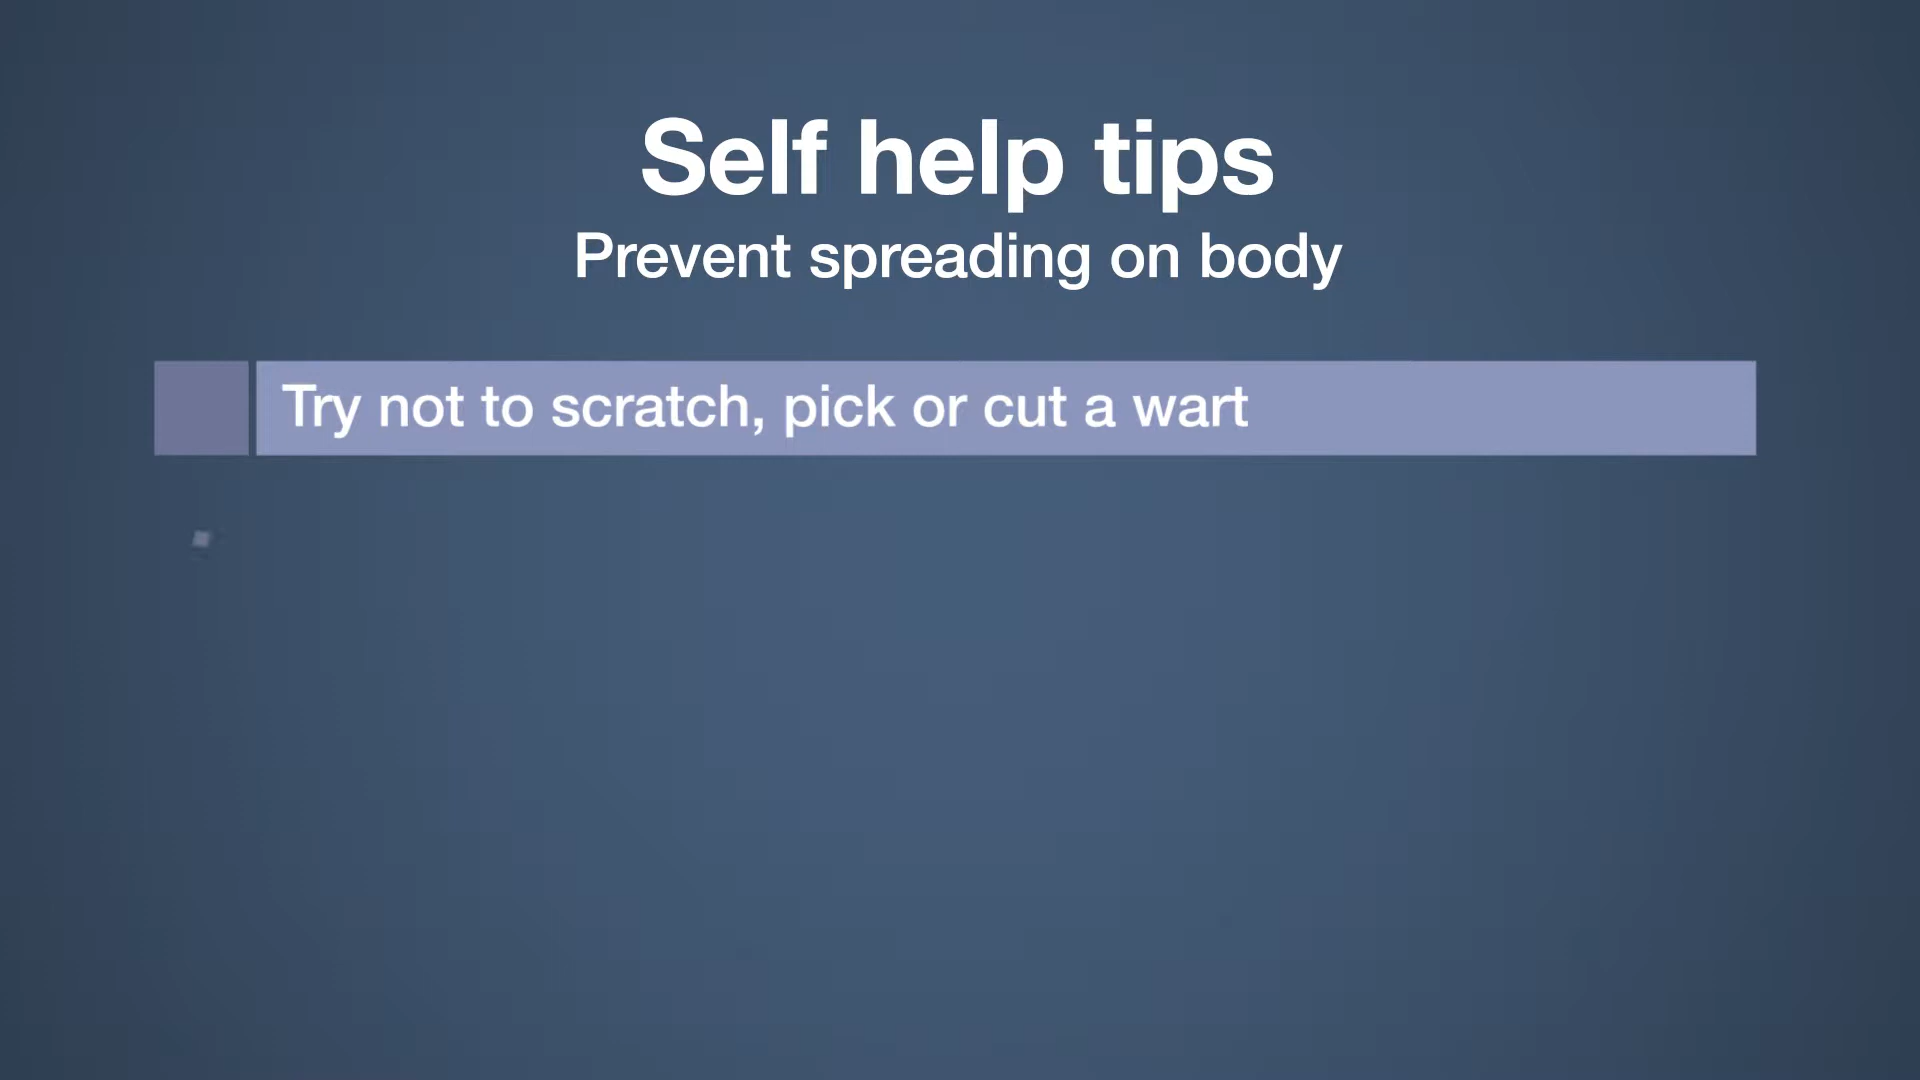 Self help tips
Prevent spreading on body
Try not to scratch, pick or cut a wart